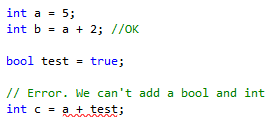 int a = 5;
int b = a + 2; //OK
bool test = true;
// Error. We can't add a bool and int
int c = a + test;